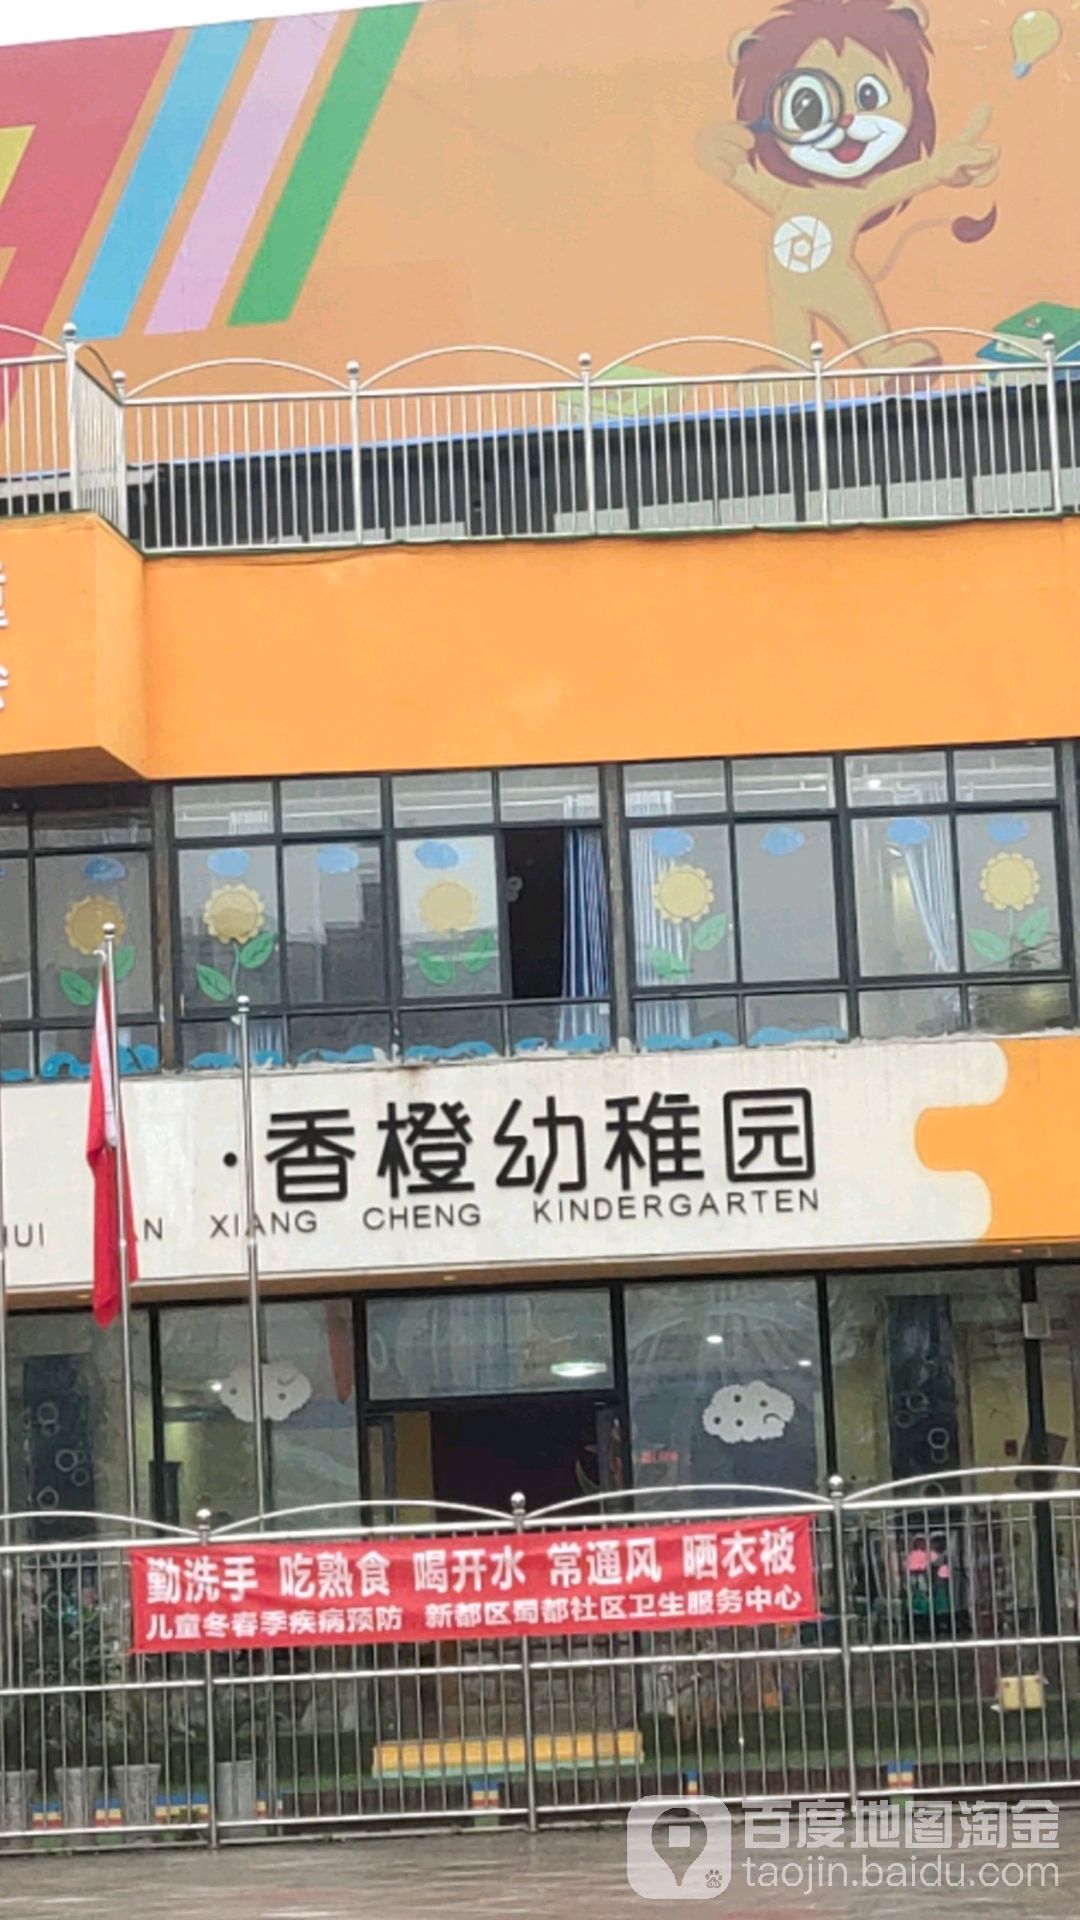 ·香橙幼稚园
XIANG CHENG KINDERGARTEN
勤洗手 吃熟食 喝开水 常通风 晒衣被
儿童冬春季疾病预防 新都区蜀都社区卫生服务中心
百度地图淘金
taojin.baidu.com